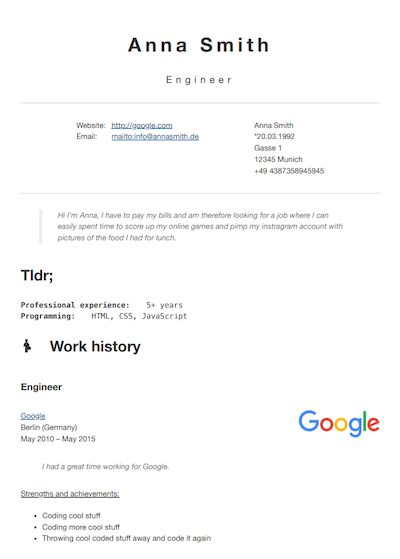 Anna Smith
Engineer
Website: http://google.com
Email: mailto:info@annasmith.de
Anna Smith
*20.03.1992
Gasse 1
12345 Munich
+49 4387358945945
Hi I'm Anna, I have to pay my bills and am therefore looking for a job where I can
easily spent time to score up my online games and pimp my instragram account with
pictures of the food I had for lunch.
Tldr;
Professional experience: 5+ years
Programming: HTML, CSS, JavaScript
Work history
Engineer
Google
Berlin (Germany)
May 2010 – May 2015
Google
I had a great time working for Google.
Strengths and achievements:
• Coding cool stuff
• Coding more cool stuff
• Throwing cool coded stuff away and code it again